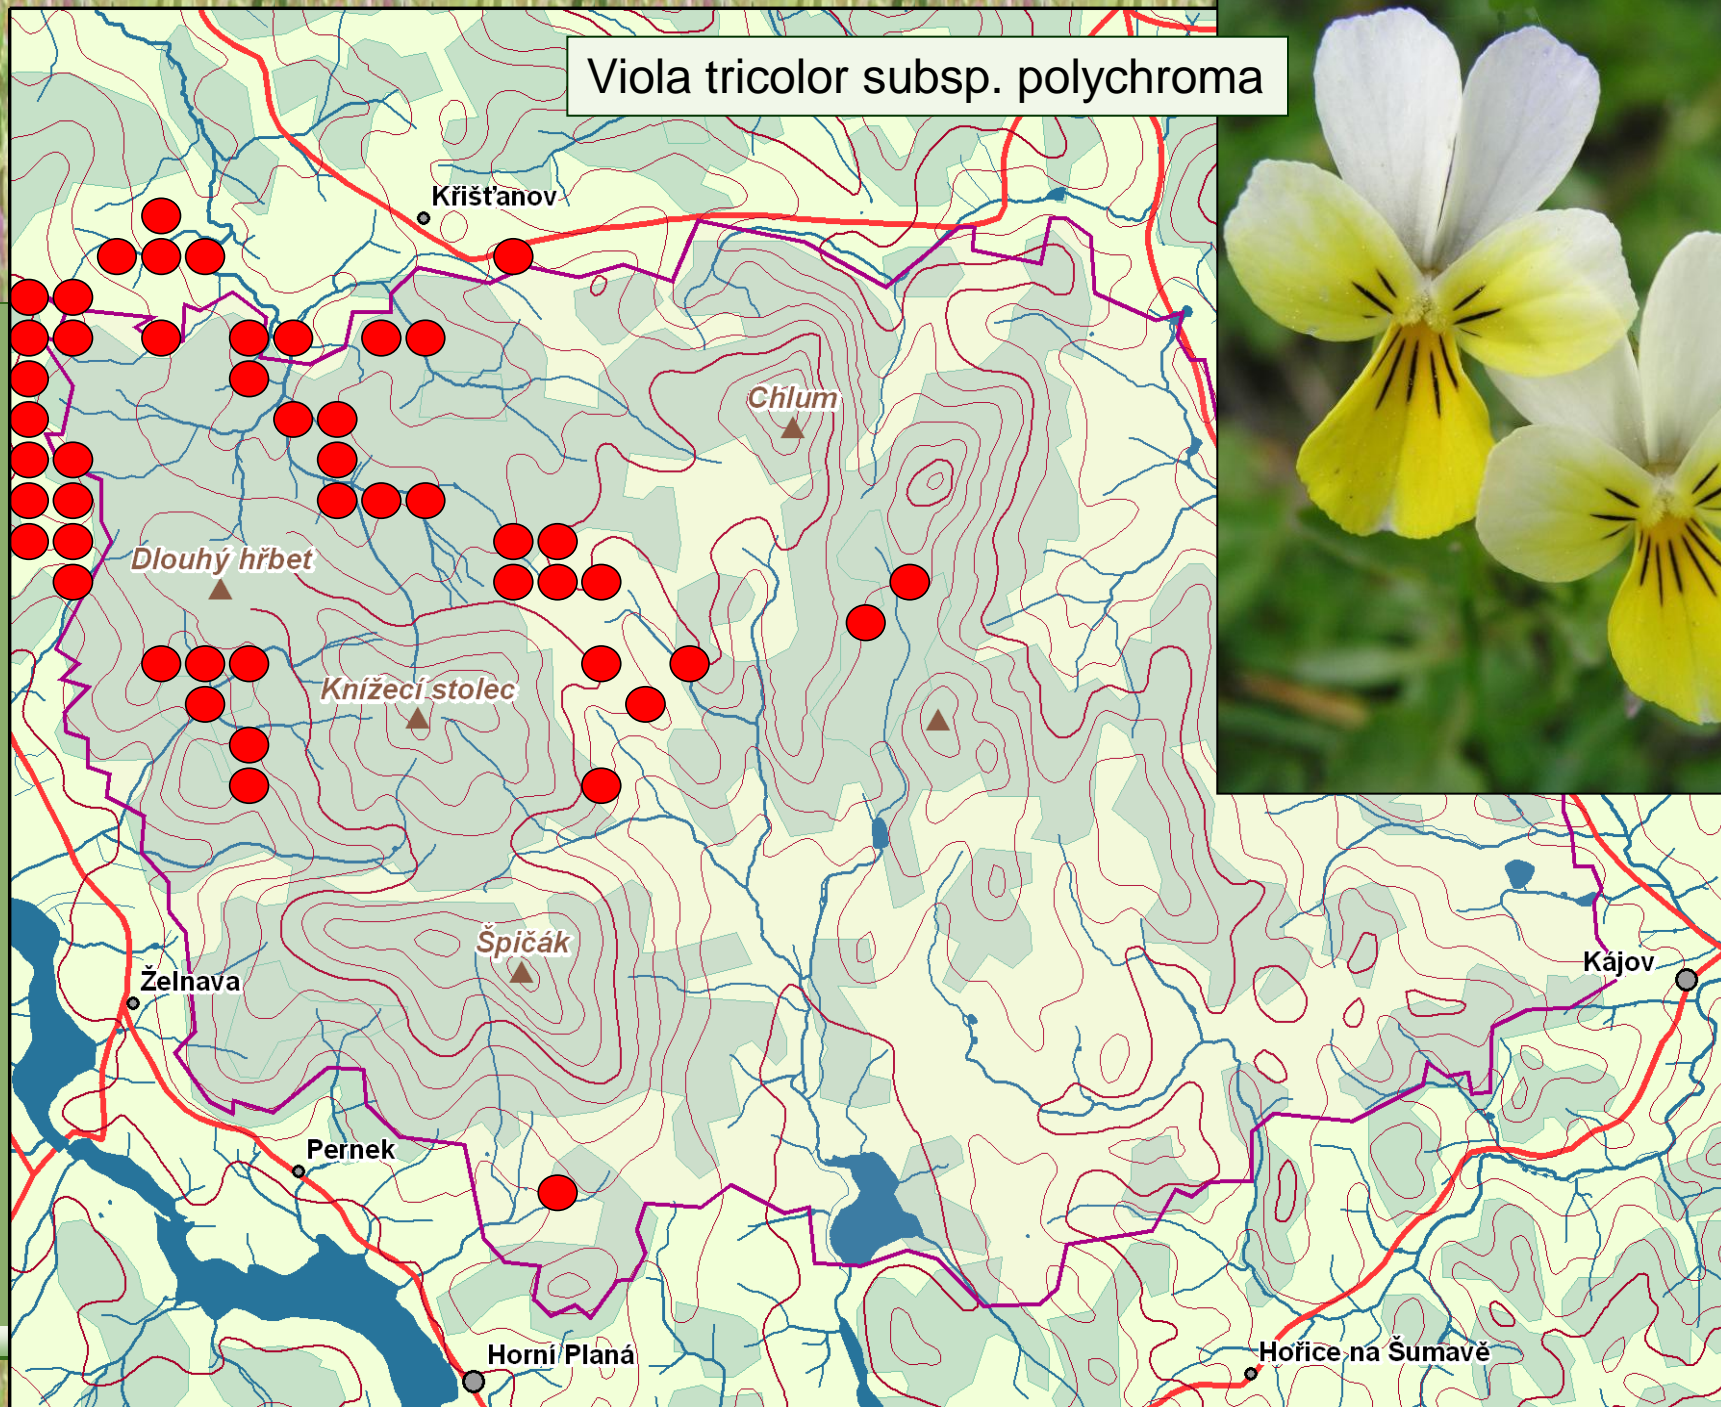 Viola tricolor subsp. polychroma
Křišťanov
Chlum
Dlouhý hřbet
Knížecí stolec
Špičák
Želnava
Kájov
Pernek
Horní Planá
Hořice na Šumavě